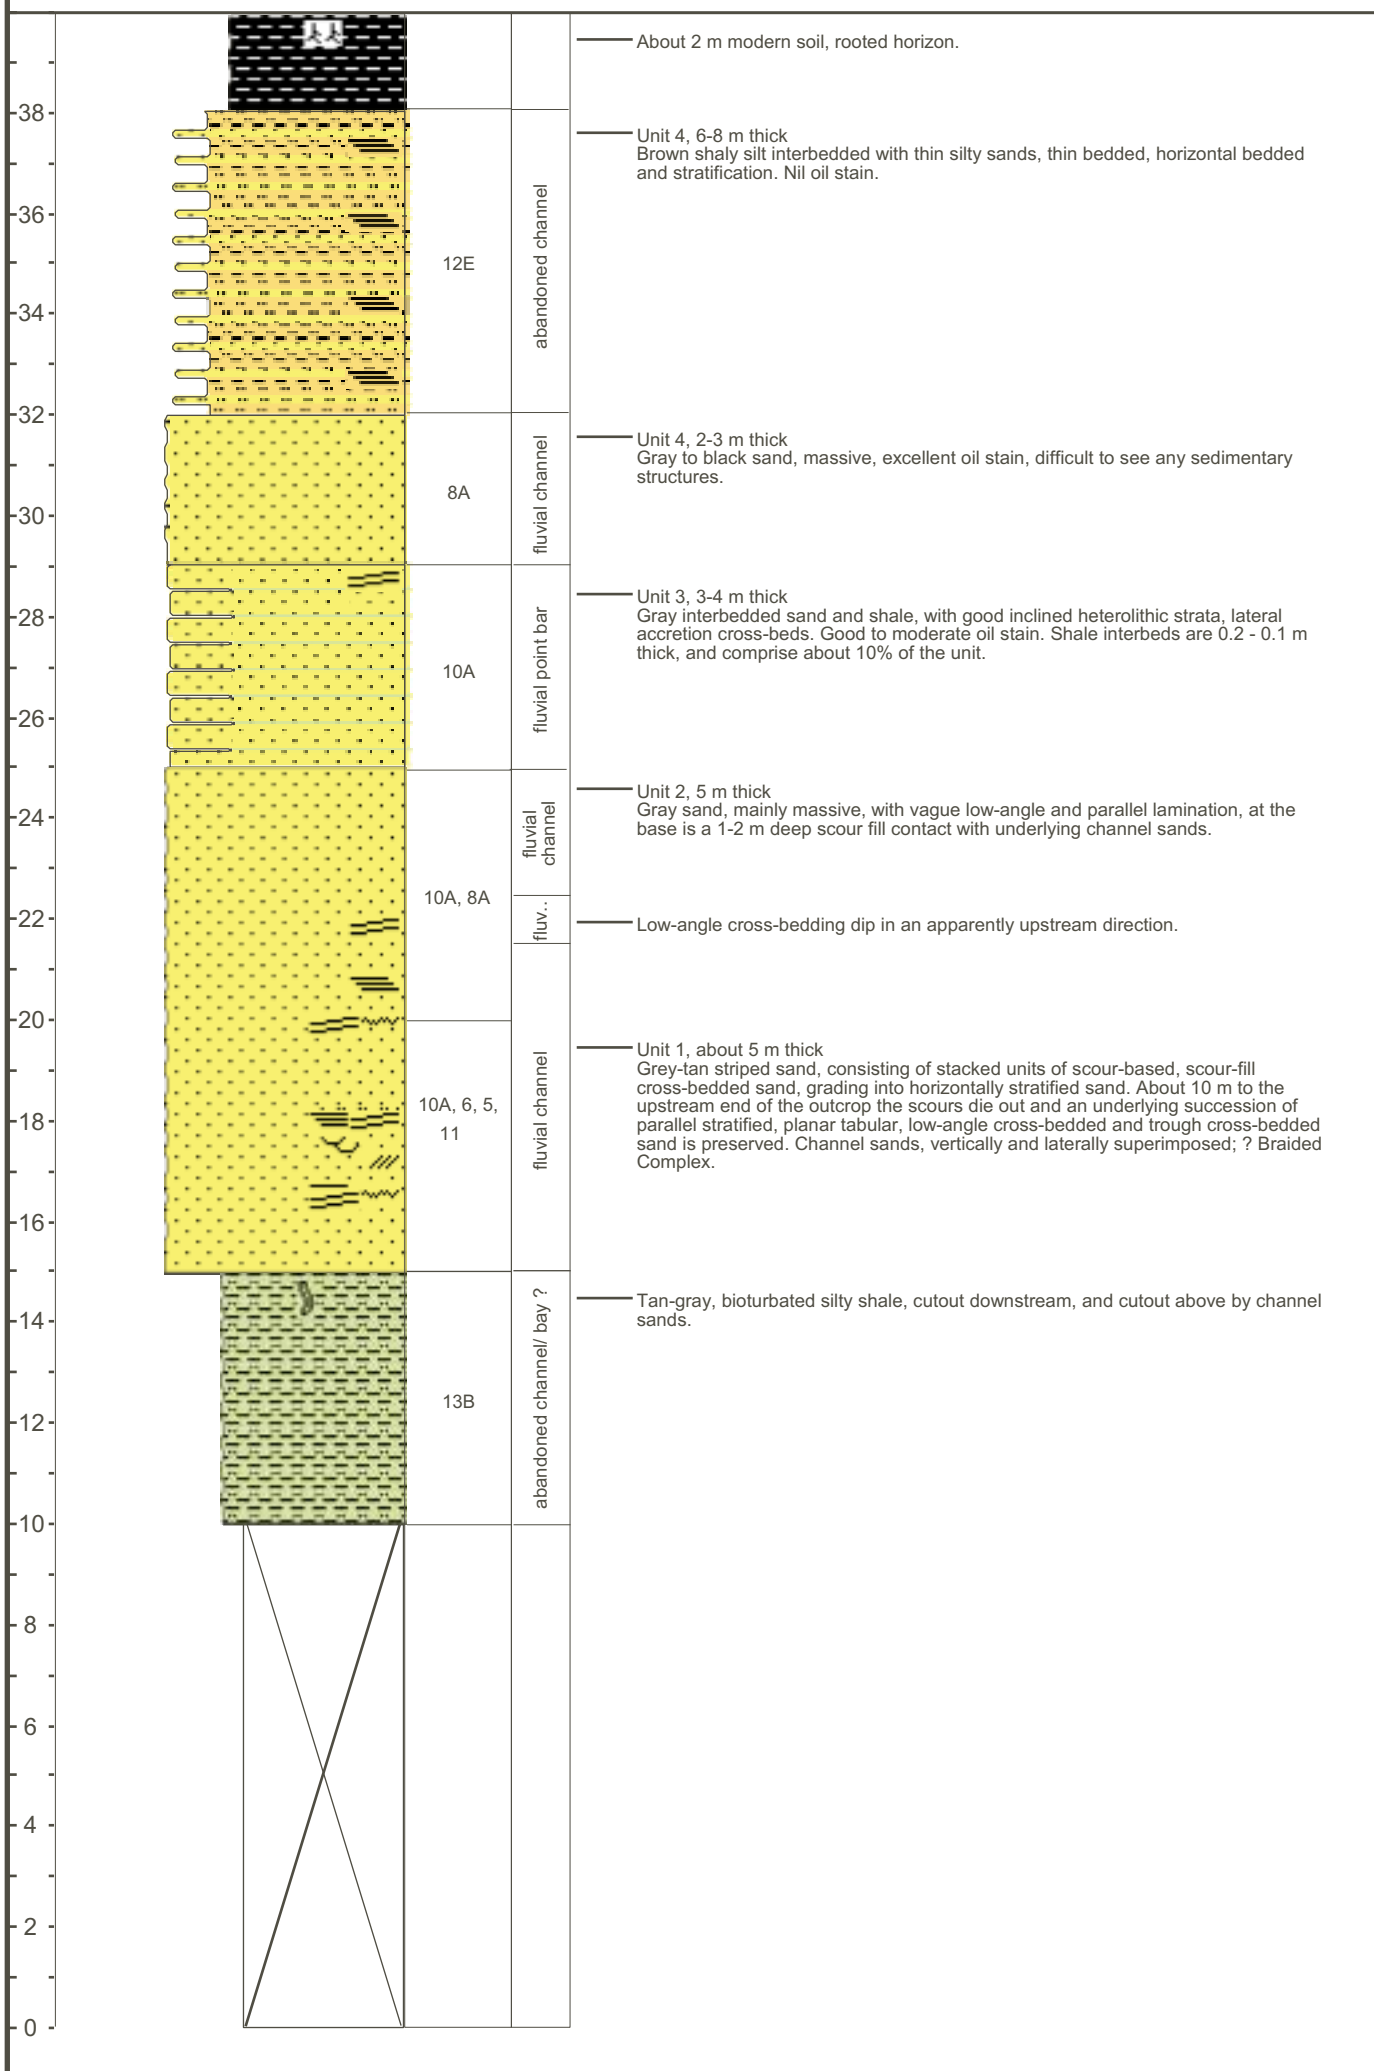 About 2 m modern soil, rooted horizon.
38
Unit 4, 6-8 m thick
Brown shaly silt interbedded with thin silty sands, thin bedded, horizontal bedded
and stratification. Nil oil stain.
36
12E
abandoned channel
34
32
Unit 4, 2-3 m thick
Gray to black sand, massive, excellent oil stain, difficult to see any sedimentary
structures.
8A
fluvial channel
30
28
Unit 3, 3-4 m thick
Gray interbedded sand and shale, with good inclined heterolithic strata, lateral
accretion cross-beds. Good to moderate oil stain. Shale interbeds are 0.2 - 0.1 m
thick, and comprise about 10% of the unit.
10A
fluvial point bar
26
24
Unit 2, 5 m thick
Gray sand, mainly massive, with vague low-angle and parallel lamination, at the
base is a 1-2 m deep scour fill contact with underlying channel sands.
fluvial
channel
10A, 8A
22
fluv..
Low-angle cross-bedding dip in an apparently upstream direction.
20
Unit 1, about 5 m thick
Grey-tan striped sand, consisting of stacked units of scour-based, scour-fill
cross-bedded sand, grading into horizontally stratified sand. About 10 m to the
upstream end of the outcrop the scours die out and an underlying succession of
parallel stratified, planar tabular, low-angle cross-bedded and trough cross-bedded
sand is preserved. Channel sands, vertically and laterally superimposed; ? Braided
Complex.
10A, 6, 5,
11
fluvial channel
18
16
14
Tan-gray, bioturbated silty shale, cutout downstream, and cutout above by channel
sands.
13B
abandoned channel/ bay ?
12
10
8
6
4
2
0